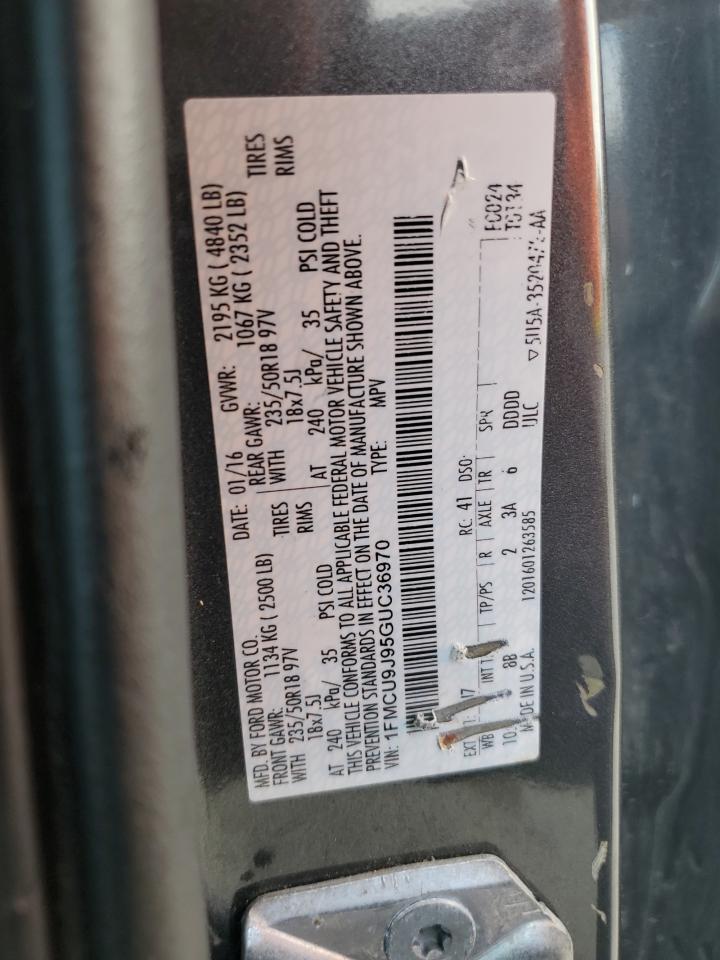 MFD. BY FORD MOTOR CO. DATE: 01/16 GVWR: 2195 KG ( 4840 LB)
FRONT GAWR: 1134 KG ( 2500 LB) REAR GAWR: 1067 KG ( 2352 LB)
WITH 235/50R18 97V TIRES WITH 235/50R18 97V TIRES
18x7.5J RIMS 18x7.5J RIMS
AT 240 kPa/ 35 PSI COLD AT 240 kPa/ 35 PSI COLD
THIS VEHICLE CONFORMS TO ALL APPLICABLE FEDERAL MOTOR VEHICLE SAFETY AND THEFT
PREVENTION STANDARDS IN EFFECT ON THE DATE OF MANUFACTURE SHOWN ABOVE.
VIN: 1FMCU9J95GUC36970 TYPE: MPV
EXT RC: 41 DSO:
WB INT T TP/PS R AXLE TR SPR
8B 2 3A 6 DDDD
MADE IN U.S.A. 1201601263585 UJLC